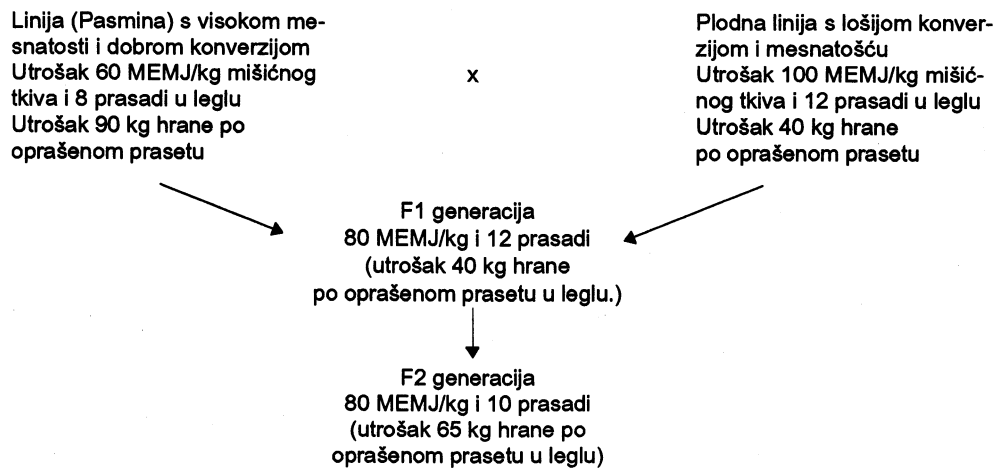 Linija (Pasmina) s visokom me-
snatosti i dobrom konverzijom
Utrošak 60 MEMJ/kg mišićnog
tkiva i 8 prasadi u leglu
Utrošak 90 kg hrane po
oprašenom prasetu
x
Plodna linija s lošijom konver-
zijom i mesnatošću
Utrošak 100 MEMJ/kg mišić-
nog tkiva i 12 prasadi u leglu
Utrošak 40 kg hrane
po oprašenom prasetu
F1 generacija
80 MEMJ/kg i 12 prasadi
(utrošak 40 kg hrane
po oprašenom prasetu u leglu.)
F2 generacija
80 MEMJ/kg i 10 prasadi
(utrošak 65 kg hrane po
oprašenom prasetu u leglu)